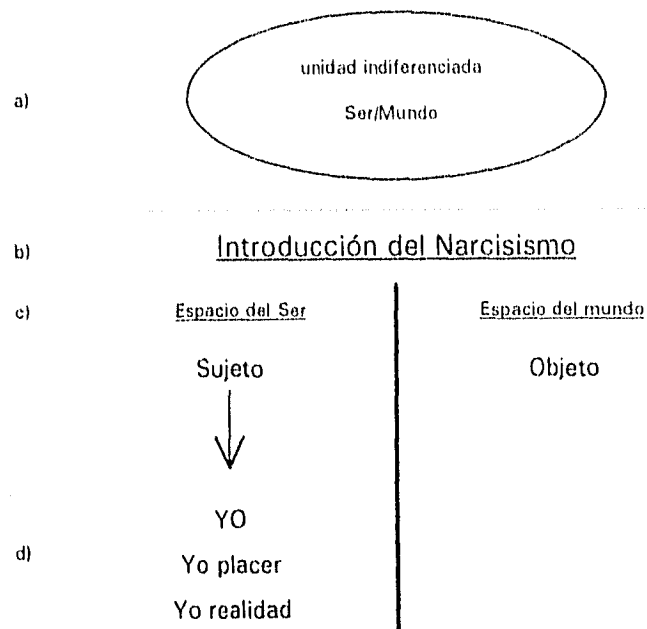 unidad indiferenciada
a)
Ser/Mundo
b) Introducción del Narcisismo
c) Espacio del Ser Espacio del mundo
Sujeto Objeto
YO
d) Yo placer
Yo realidad